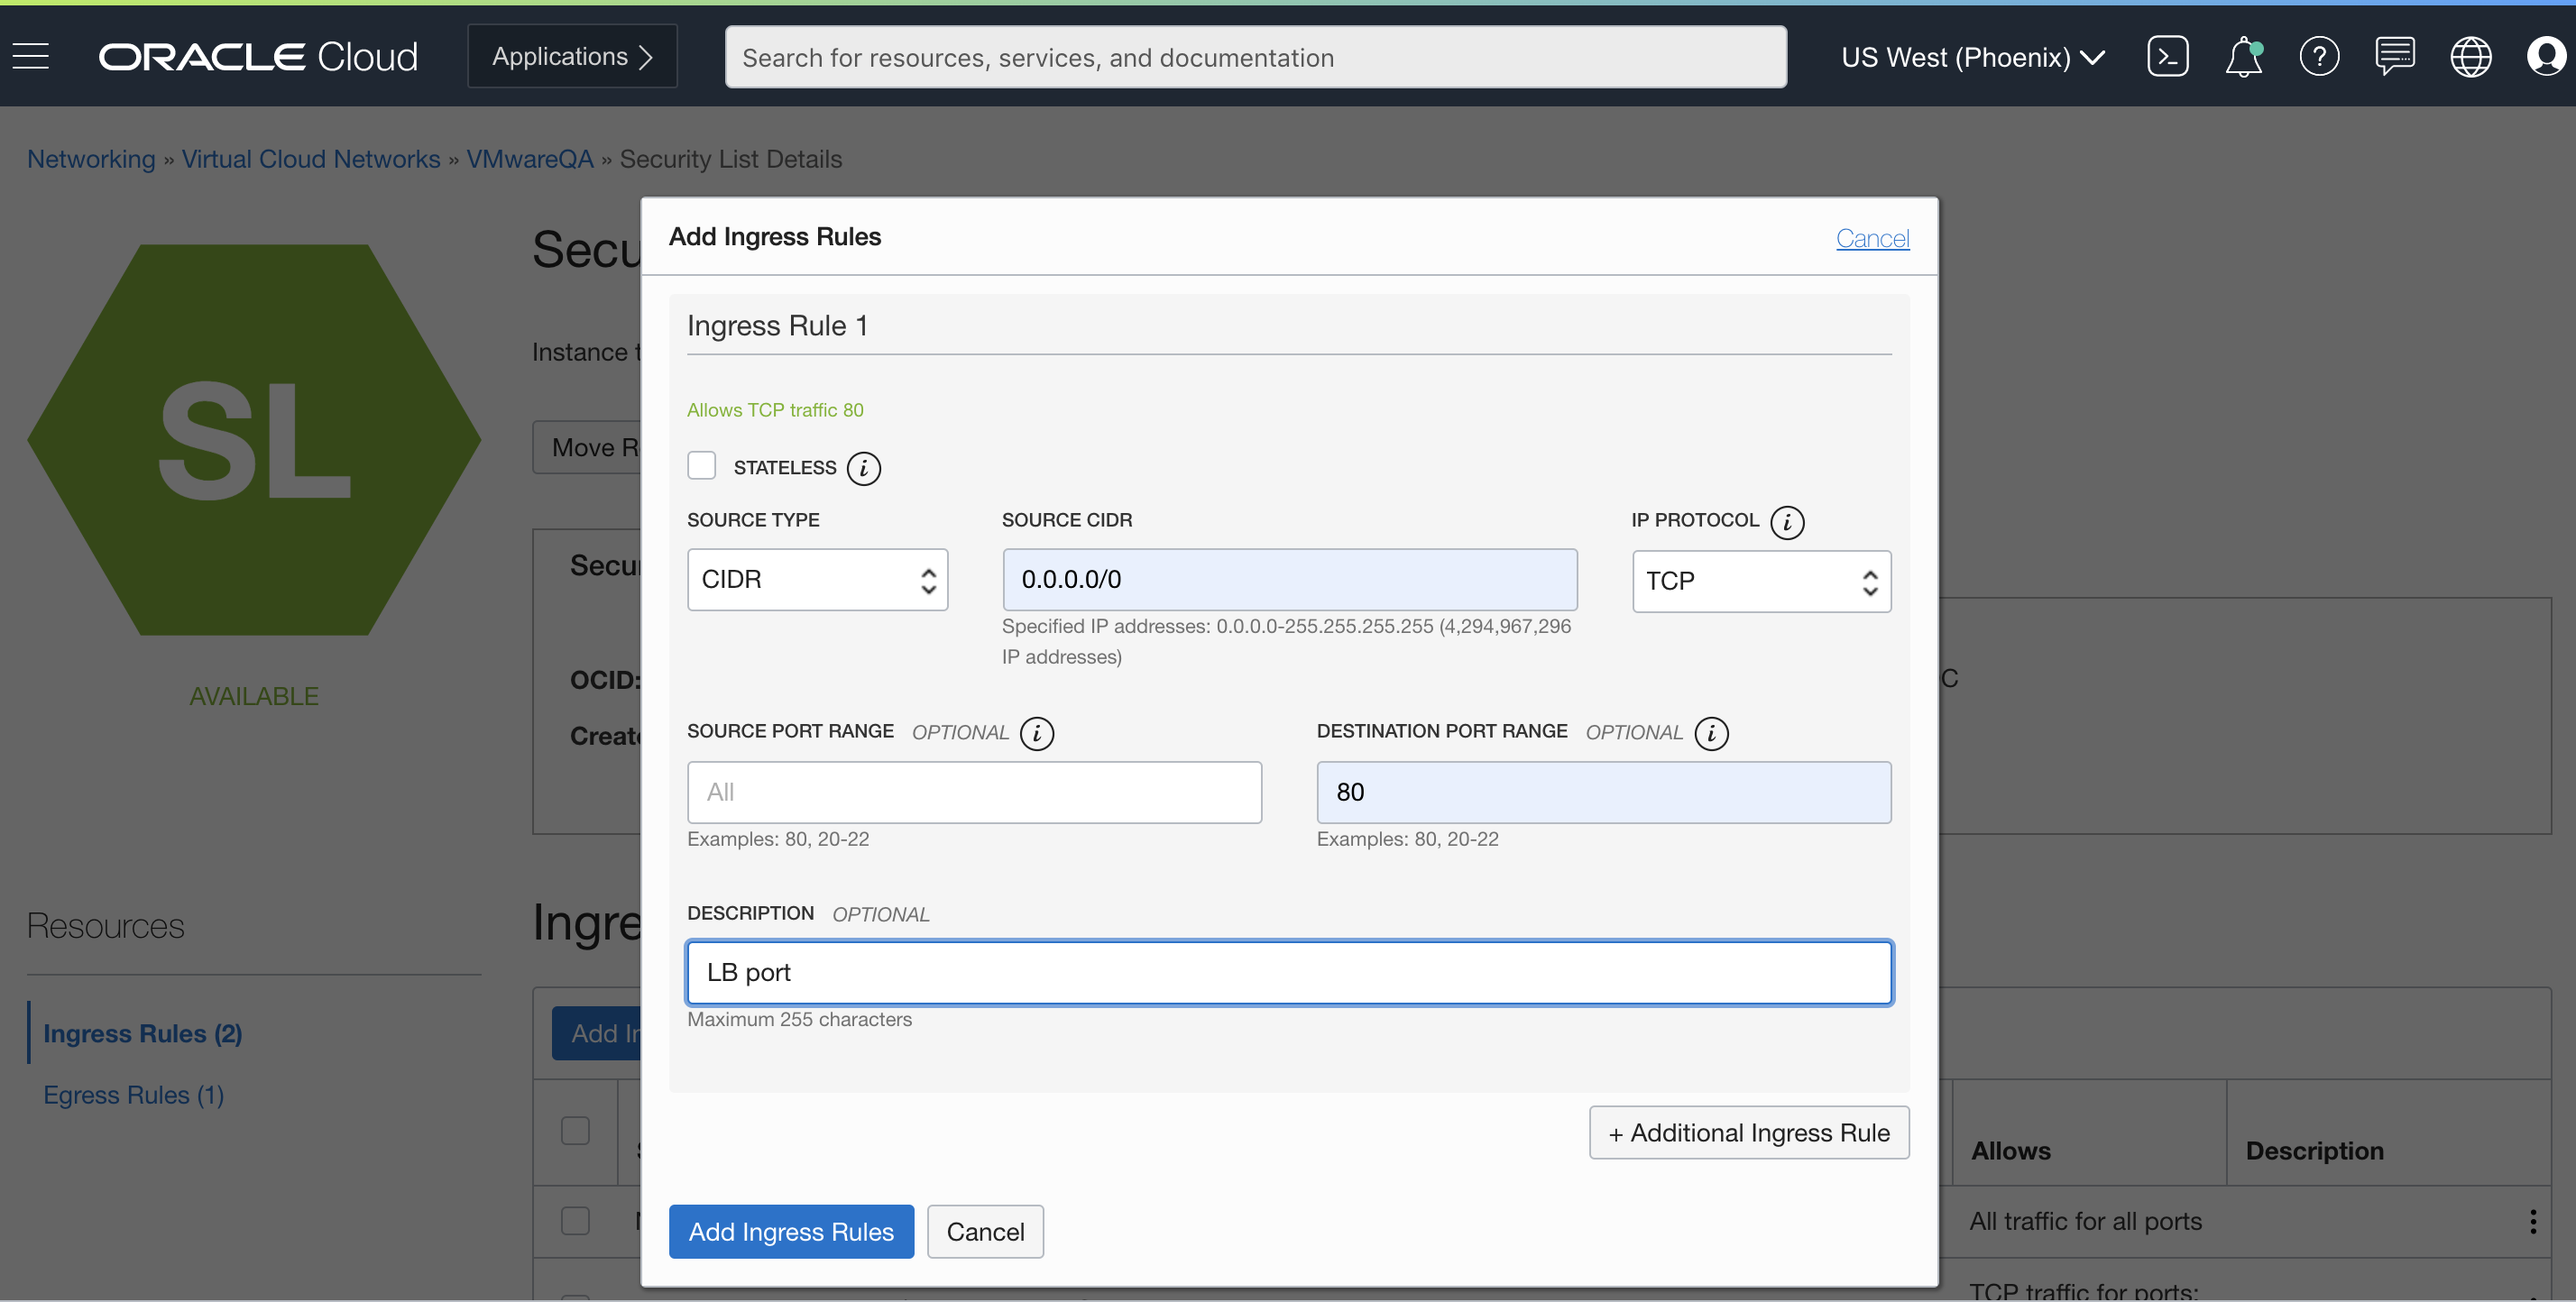 ORACLE Cloud
Applications
Search for resources, services, and documentation
US West (Phoenix)
Networking » Virtual Cloud Networks » VMwareQA » Security List Details
SL
AVAILABLE
Instance
Move
OCID:
Resources
Ingress Rules (2)
Egress Rules (1)
Add Ingress Rules
Cancel
Ingress Rule 1
Allows TCP traffic 80
STATELESS
SOURCE TYPE
SOURCE CIDR
IP PROTOCOL
CIDR
0.0.0.0/0
TCP
Specified IP addresses: 0.0.0.0-255.255.255.255 (4,294,967,296
IP addresses)
SOURCE PORT RANGE OPTIONAL
DESTINATION PORT RANGE OPTIONAL
All
80
Examples: 80, 20-22
Examples: 80, 20-22
DESCRIPTION OPTIONAL
LB port
Maximum 255 characters
+ Additional Ingress Rule
Add Ingress Rules
Cancel
Allows
Description
All traffic for all ports
TCP traffic for ports: